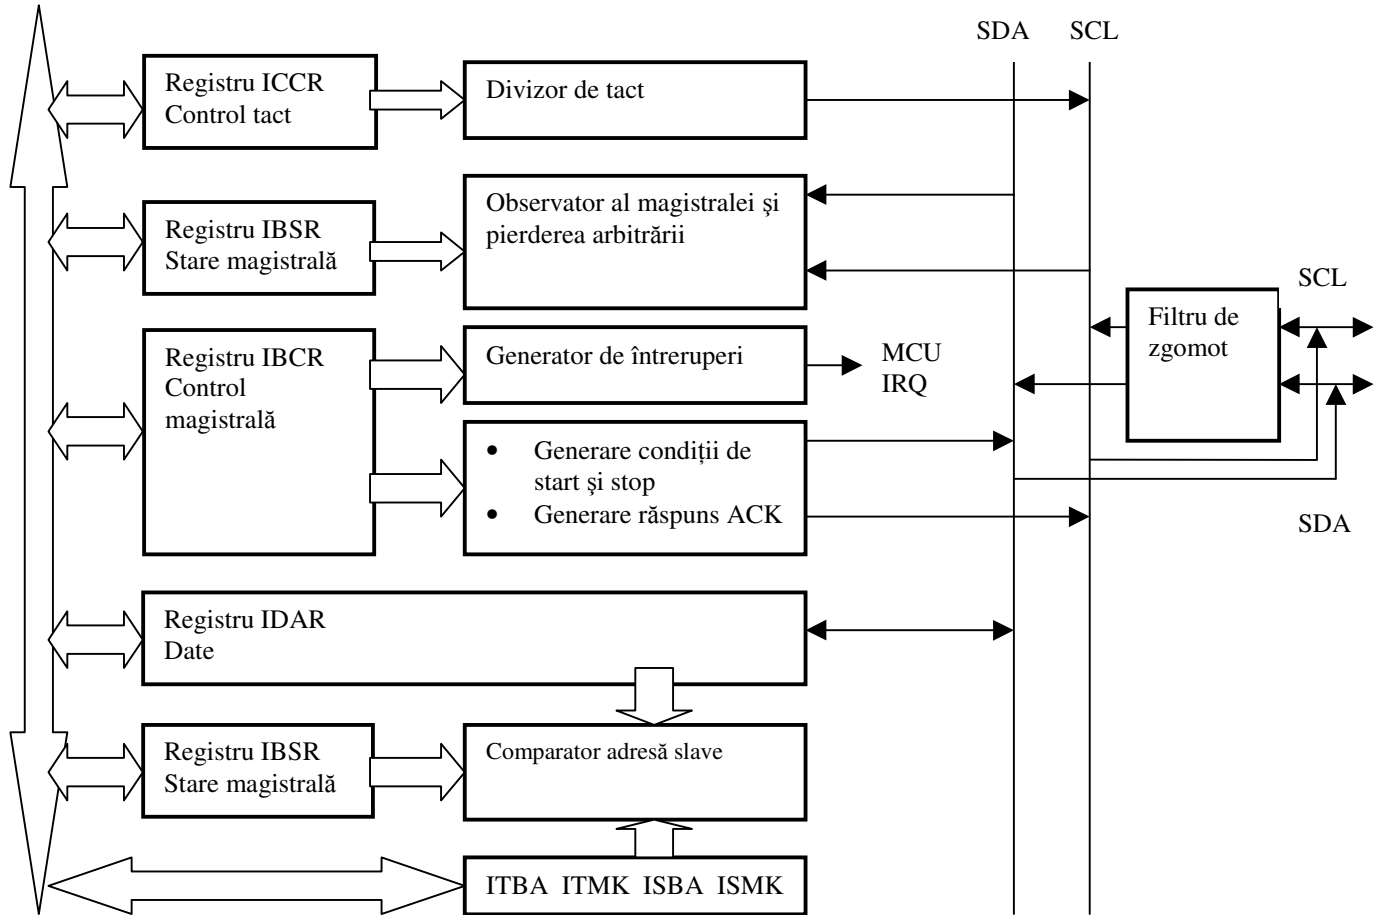 SDA SCL
Registru ICCR
Control tact
Divizor de tact
Registru IBSR
Stare magistrală
Observator al magistralei şi
pierderea arbitrării
SCL
Filtru de
zgomot
Registru IBCR
Control
magistrală
Generator de întreruperi
MCU
IRQ
• Generare condiții de
start şi stop
• Generare răspuns ACK
SDA
Registru IDAR
Date
Registru IBSR
Stare magistrală
Comparator adresă slave
ITBA ITMK ISBA ISMK